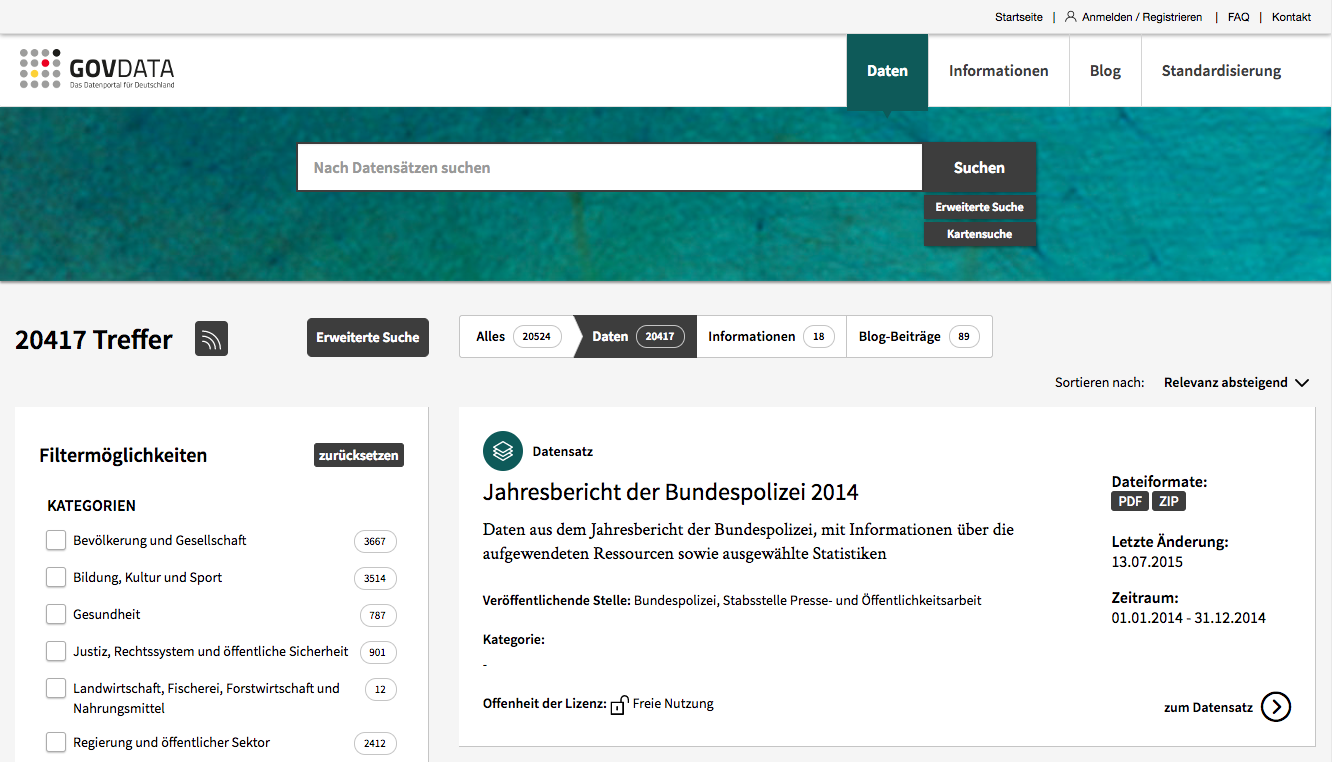 Startseite | Anmelden / Registrieren | FAQ | Kontakt
GOVDATA
Das Datenportal für Deutschland
Daten Informationen Blog Standardisierung
Nach Datensätzen suchen Suchen
Erweiterte Suche
Kartensuche
20417 Treffer Erweiterte Suche
Alles 20524 Daten 20417 Informationen 18 Blog-Beiträge 89
Sortieren nach: Relevanz absteigend
Filtermöglichkeiten zurücksetzen
KATEGORIEN
Bevölkerung und Gesellschaft 3667
Bildung, Kultur und Sport 3514
Gesundheit 787
Justiz, Rechtssystem und öffentliche Sicherheit 901
Landwirtschaft, Fischerei, Forstwirtschaft und 12
Nahrungsmittel
Regierung und öffentlicher Sektor 2412
Datensatz
Jahresbericht der Bundespolizei 2014
Daten aus dem Jahresbericht der Bundespolizei, mit Informationen über die
aufgewendeten Ressourcen sowie ausgewählte Statistiken
Veröffentlichende Stelle: Bundespolizei, Stabsstelle Presse- und Öffentlichkeitsarbeit
Kategorie:
-
Offenheit der Lizenz: Freie Nutzung
Dateiformate:
PDF ZIP
Letzte Änderung:
13.07.2015
Zeitraum:
01.01.2014 - 31.12.2014
zum Datensatz